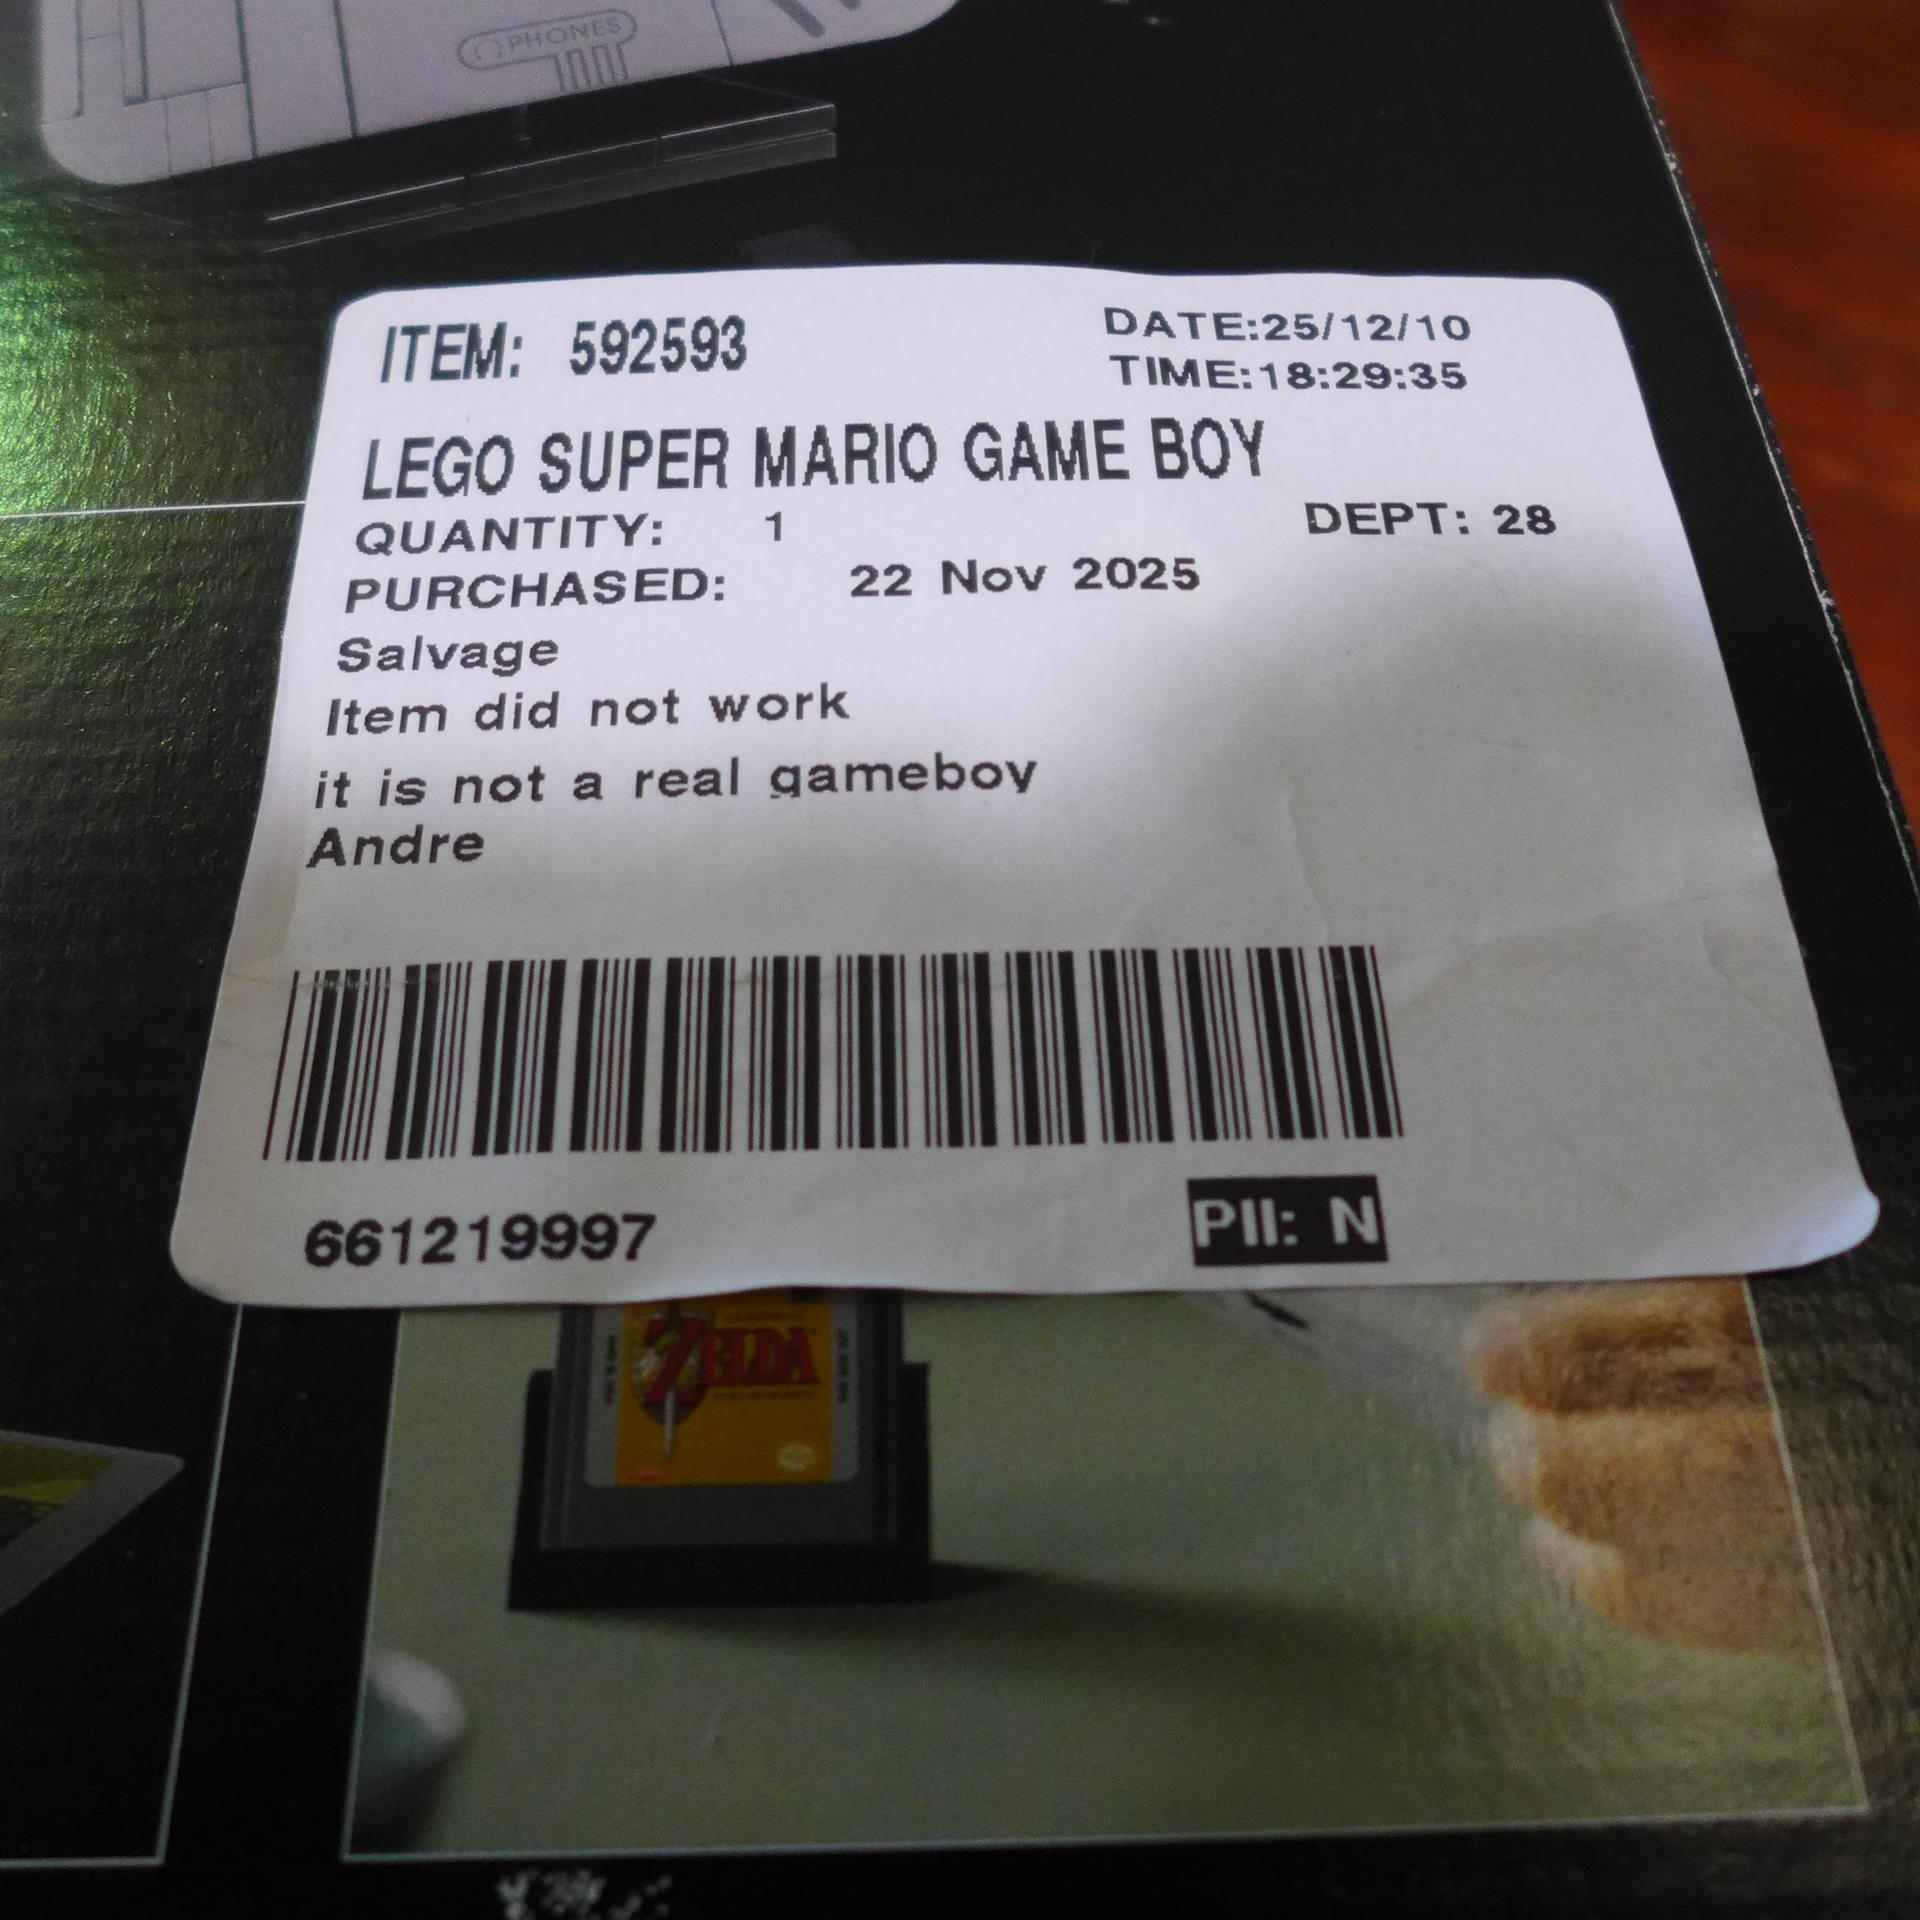 PHONES
ITEM: 592593
DATE:25/12/10
TIME:18:29:35
LEGO SUPER MARIO GAME BOY
QUANTITY: 1
DEPT: 28
PURCHASED: 22 Nov 2025
Salvage
Item did not work
it is not a real gameboy
Andre
661219997
PII: N
ZELDA